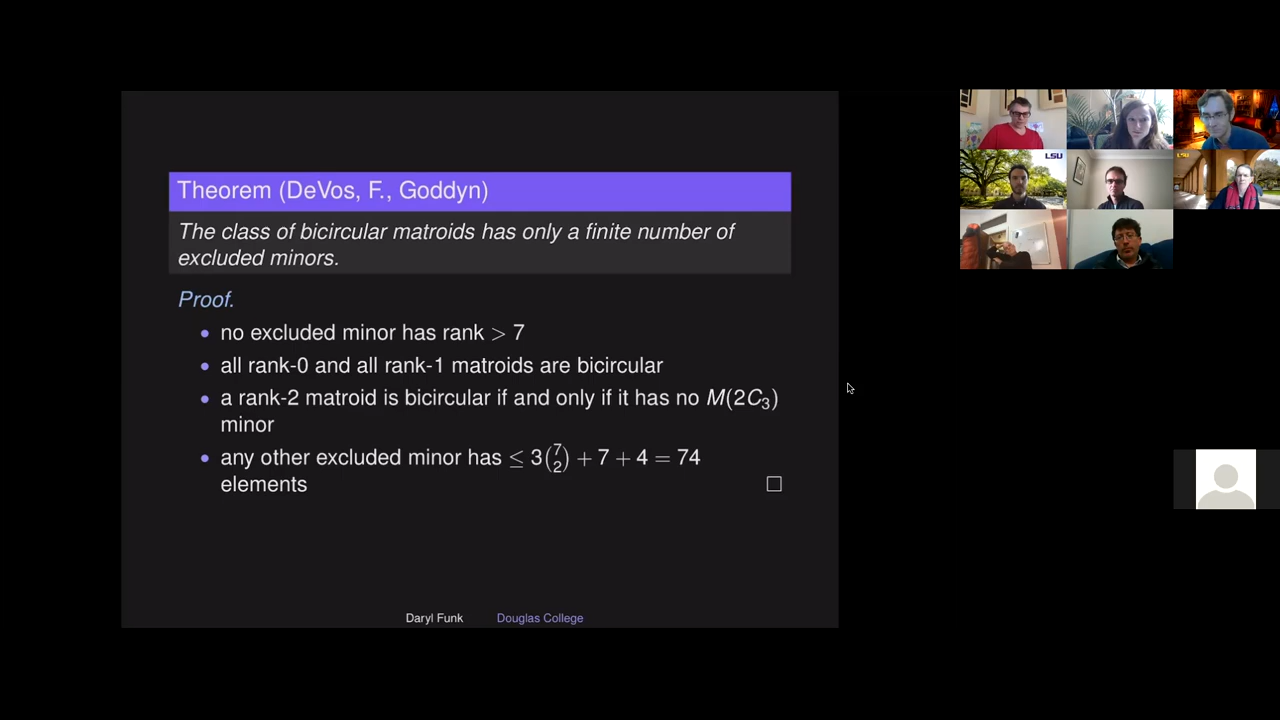 Theorem (DeVos, F., Goddyn)
The class of bicircular matroids has only a finite number of
excluded minors.
Proof.
• no excluded minor has rank > 7
• all rank-0 and all rank-1 matroids are bicircular
• a rank-2 matroid is bicircular if and only if it has no M(2C₃)
minor
• any other excluded minor has ≤ 3(7 2) + 7 + 4 = 74
elements □
Daryl Funk Douglas College
LSU
LSU